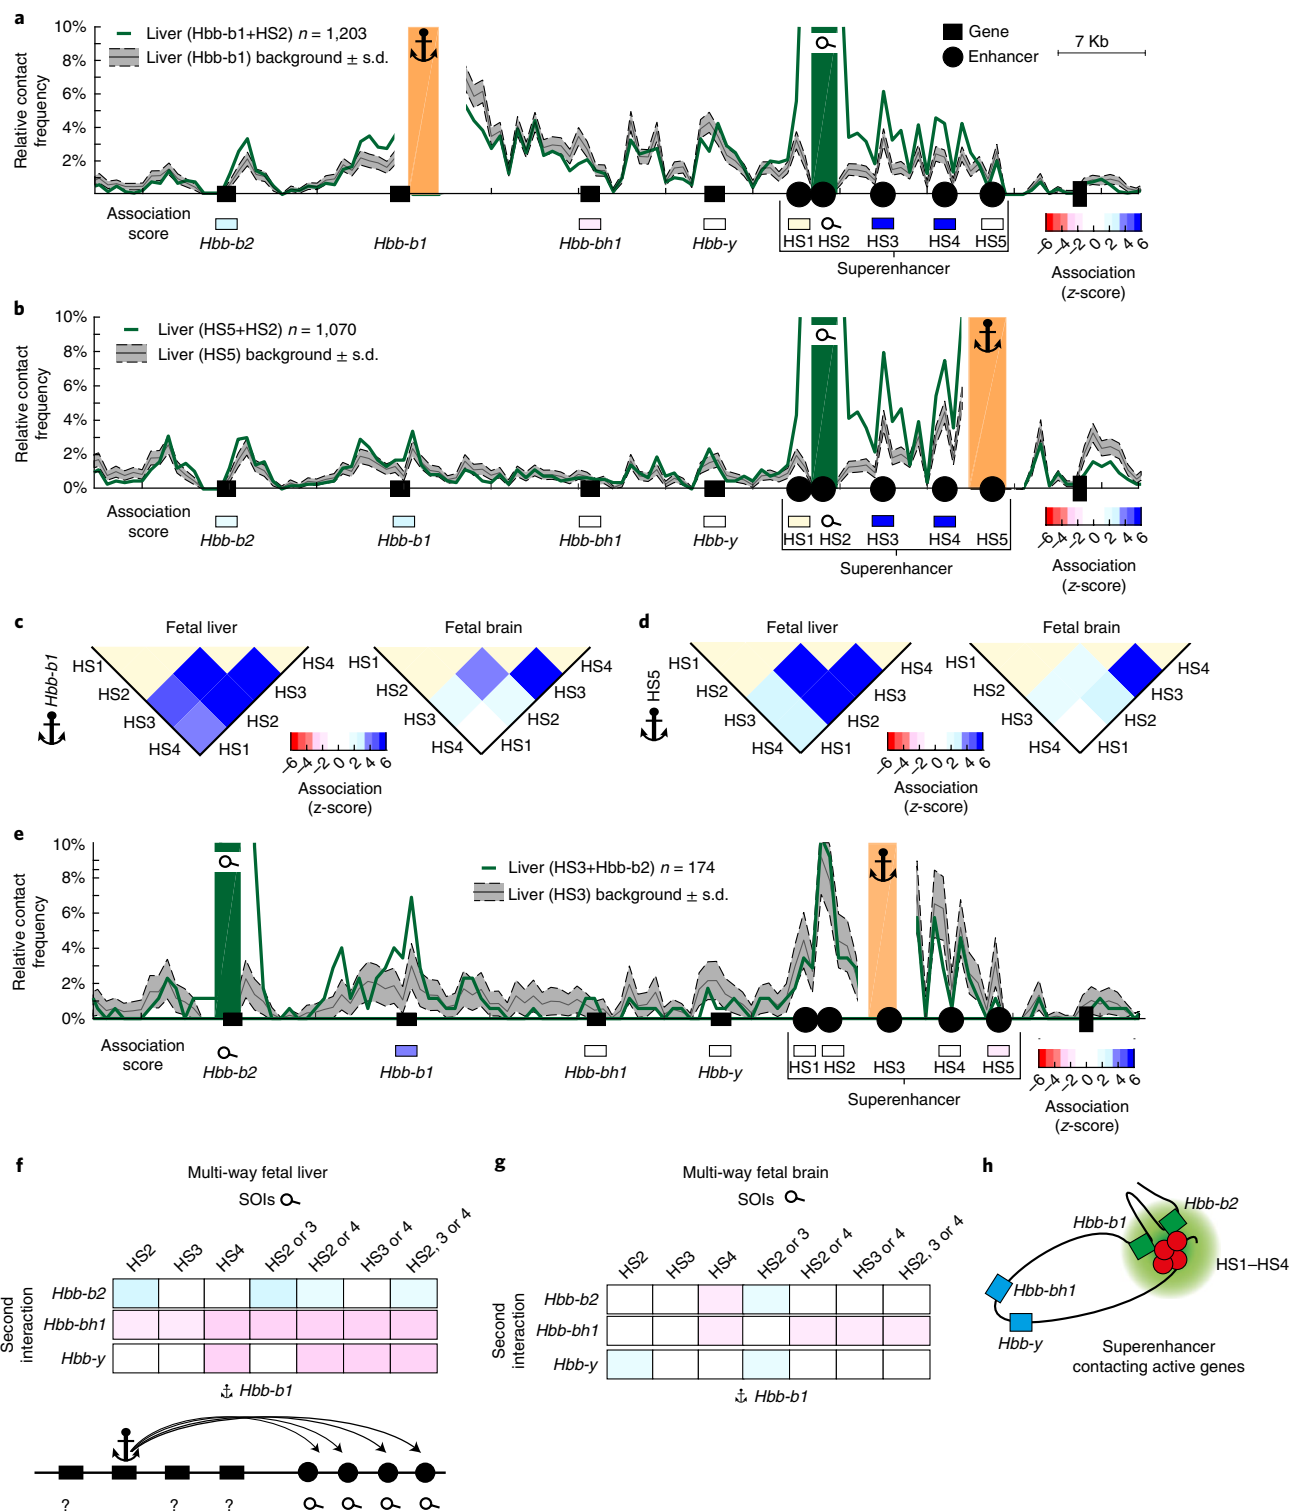 a
10%
8%
6%
4%
2%
Relative contact
frequency
Liver (Hbb-b1+HS2) n = 1,203
Liver (Hbb-b1) background ± s.d.
Gene
Enhancer
7 Kb
Association
score
Hbb-b2
Hbb-b1
Hbb-bh1
Hbb-y
HS1 HS2 HS3 HS4 HS5
Superenhancer
–6 –4 –2 0 2 4 6
Association
(z-score)
b
10%
8%
6%
4%
2%
0%
Relative contact
frequency
Liver (HS5+HS2) n = 1,070
Liver (HS5) background ± s.d.
Association
score
Hbb-b2
Hbb-b1
Hbb-bh1
Hbb-y
HS1 HS2 HS3 HS4 HS5
Superenhancer
–6 –4 –2 0 2 4 6
Association
(z-score)
c
Hbb-b1
Fetal liver
HS1
HS2
HS3
HS4
HS4
HS3
HS2
HS1
Fetal brain
HS1
HS2
HS3
HS4
HS4
HS3
HS2
HS1
–6 –4 –2 0 2 4 6
Association
(z-score)
d
HS5
Fetal liver
HS1
HS2
HS3
HS4
HS4
HS3
HS2
HS1
Fetal brain
HS1
HS2
HS3
HS4
HS4
HS3
HS2
HS1
–6 –4 –2 0 2 4 6
Association
(z-score)
e
10%
8%
6%
4%
2%
0%
Relative contact
frequency
Liver (HS3+Hbb-b2) n = 174
Liver (HS3) background ± s.d.
Association
score
Hbb-b2
Hbb-b1
Hbb-bh1
Hbb-y
HS1 HS2 HS3 HS4 HS5
Superenhancer
–6 –4 –2 0 2 4 6
Association
(z-score)
f
Multi-way fetal liver
SOIs
HS2 HS3 HS4 HS2 or 3 HS2 or 4 HS3 or 4 HS2, 3 or 4
Second
interaction
Hbb-b2
Hbb-bh1
Hbb-y
Hbb-b1
? ? ?
g
Multi-way fetal brain
SOIs
HS2 HS3 HS4 HS2 or 3 HS2 or 4 HS3 or 4 HS2, 3 or 4
Second
interaction
Hbb-b2
Hbb-bh1
Hbb-y
Hbb-b1
h
Hbb-b2
Hbb-b1
HS1–HS4
Hbb-bh1
Hbb-y
Superenhancer
contacting active genes